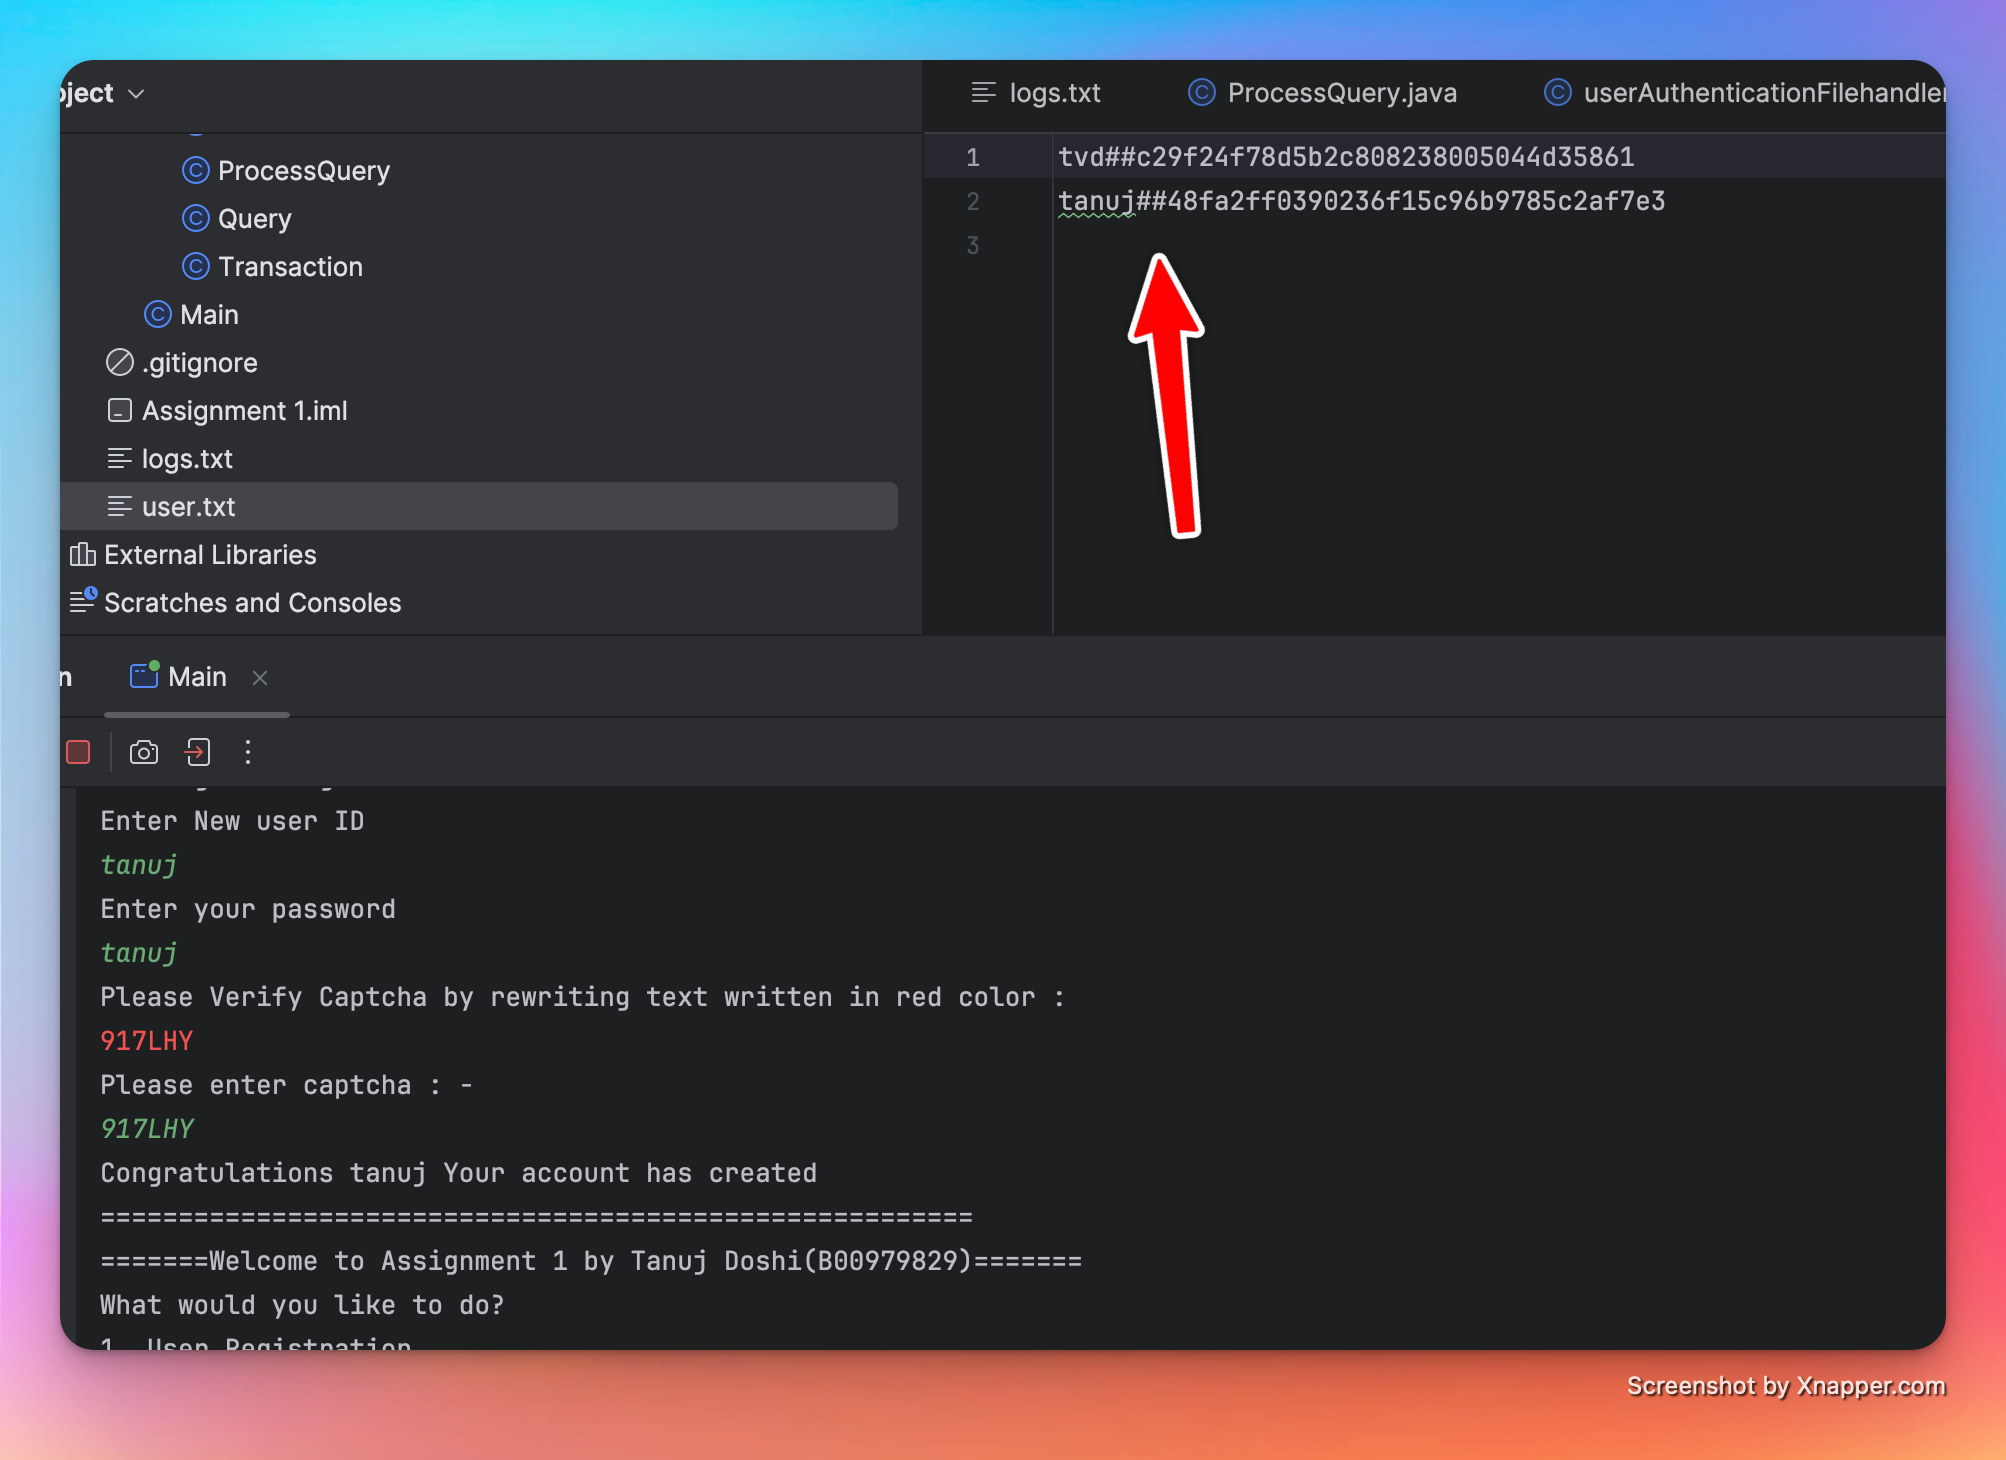 logs.txt
ProcessQuery.java
ProcessQuery
Query
Transaction
Main
.gitignore
Assignment 1.iml
logs.txt
user.txt
External Libraries
Scratches and Consoles
1 tvd##c29f24f78d5b2c808238005044d35861
2 tanuj##48fa2ff0390236f15c96b9785c2af7e3
3
Main
Enter New user ID
tanuj
Enter your password
tanuj
Please Verify Captcha by rewriting text written in red color :
917LHY
Please enter captcha : -
917LHY
Congratulations tanuj Your account has created
========================================================
=======Welcome to Assignment 1 by Tanuj Doshi(B00979829)=======
What would you like to do?
1. User Registration
Screenshot by Xnapper.com